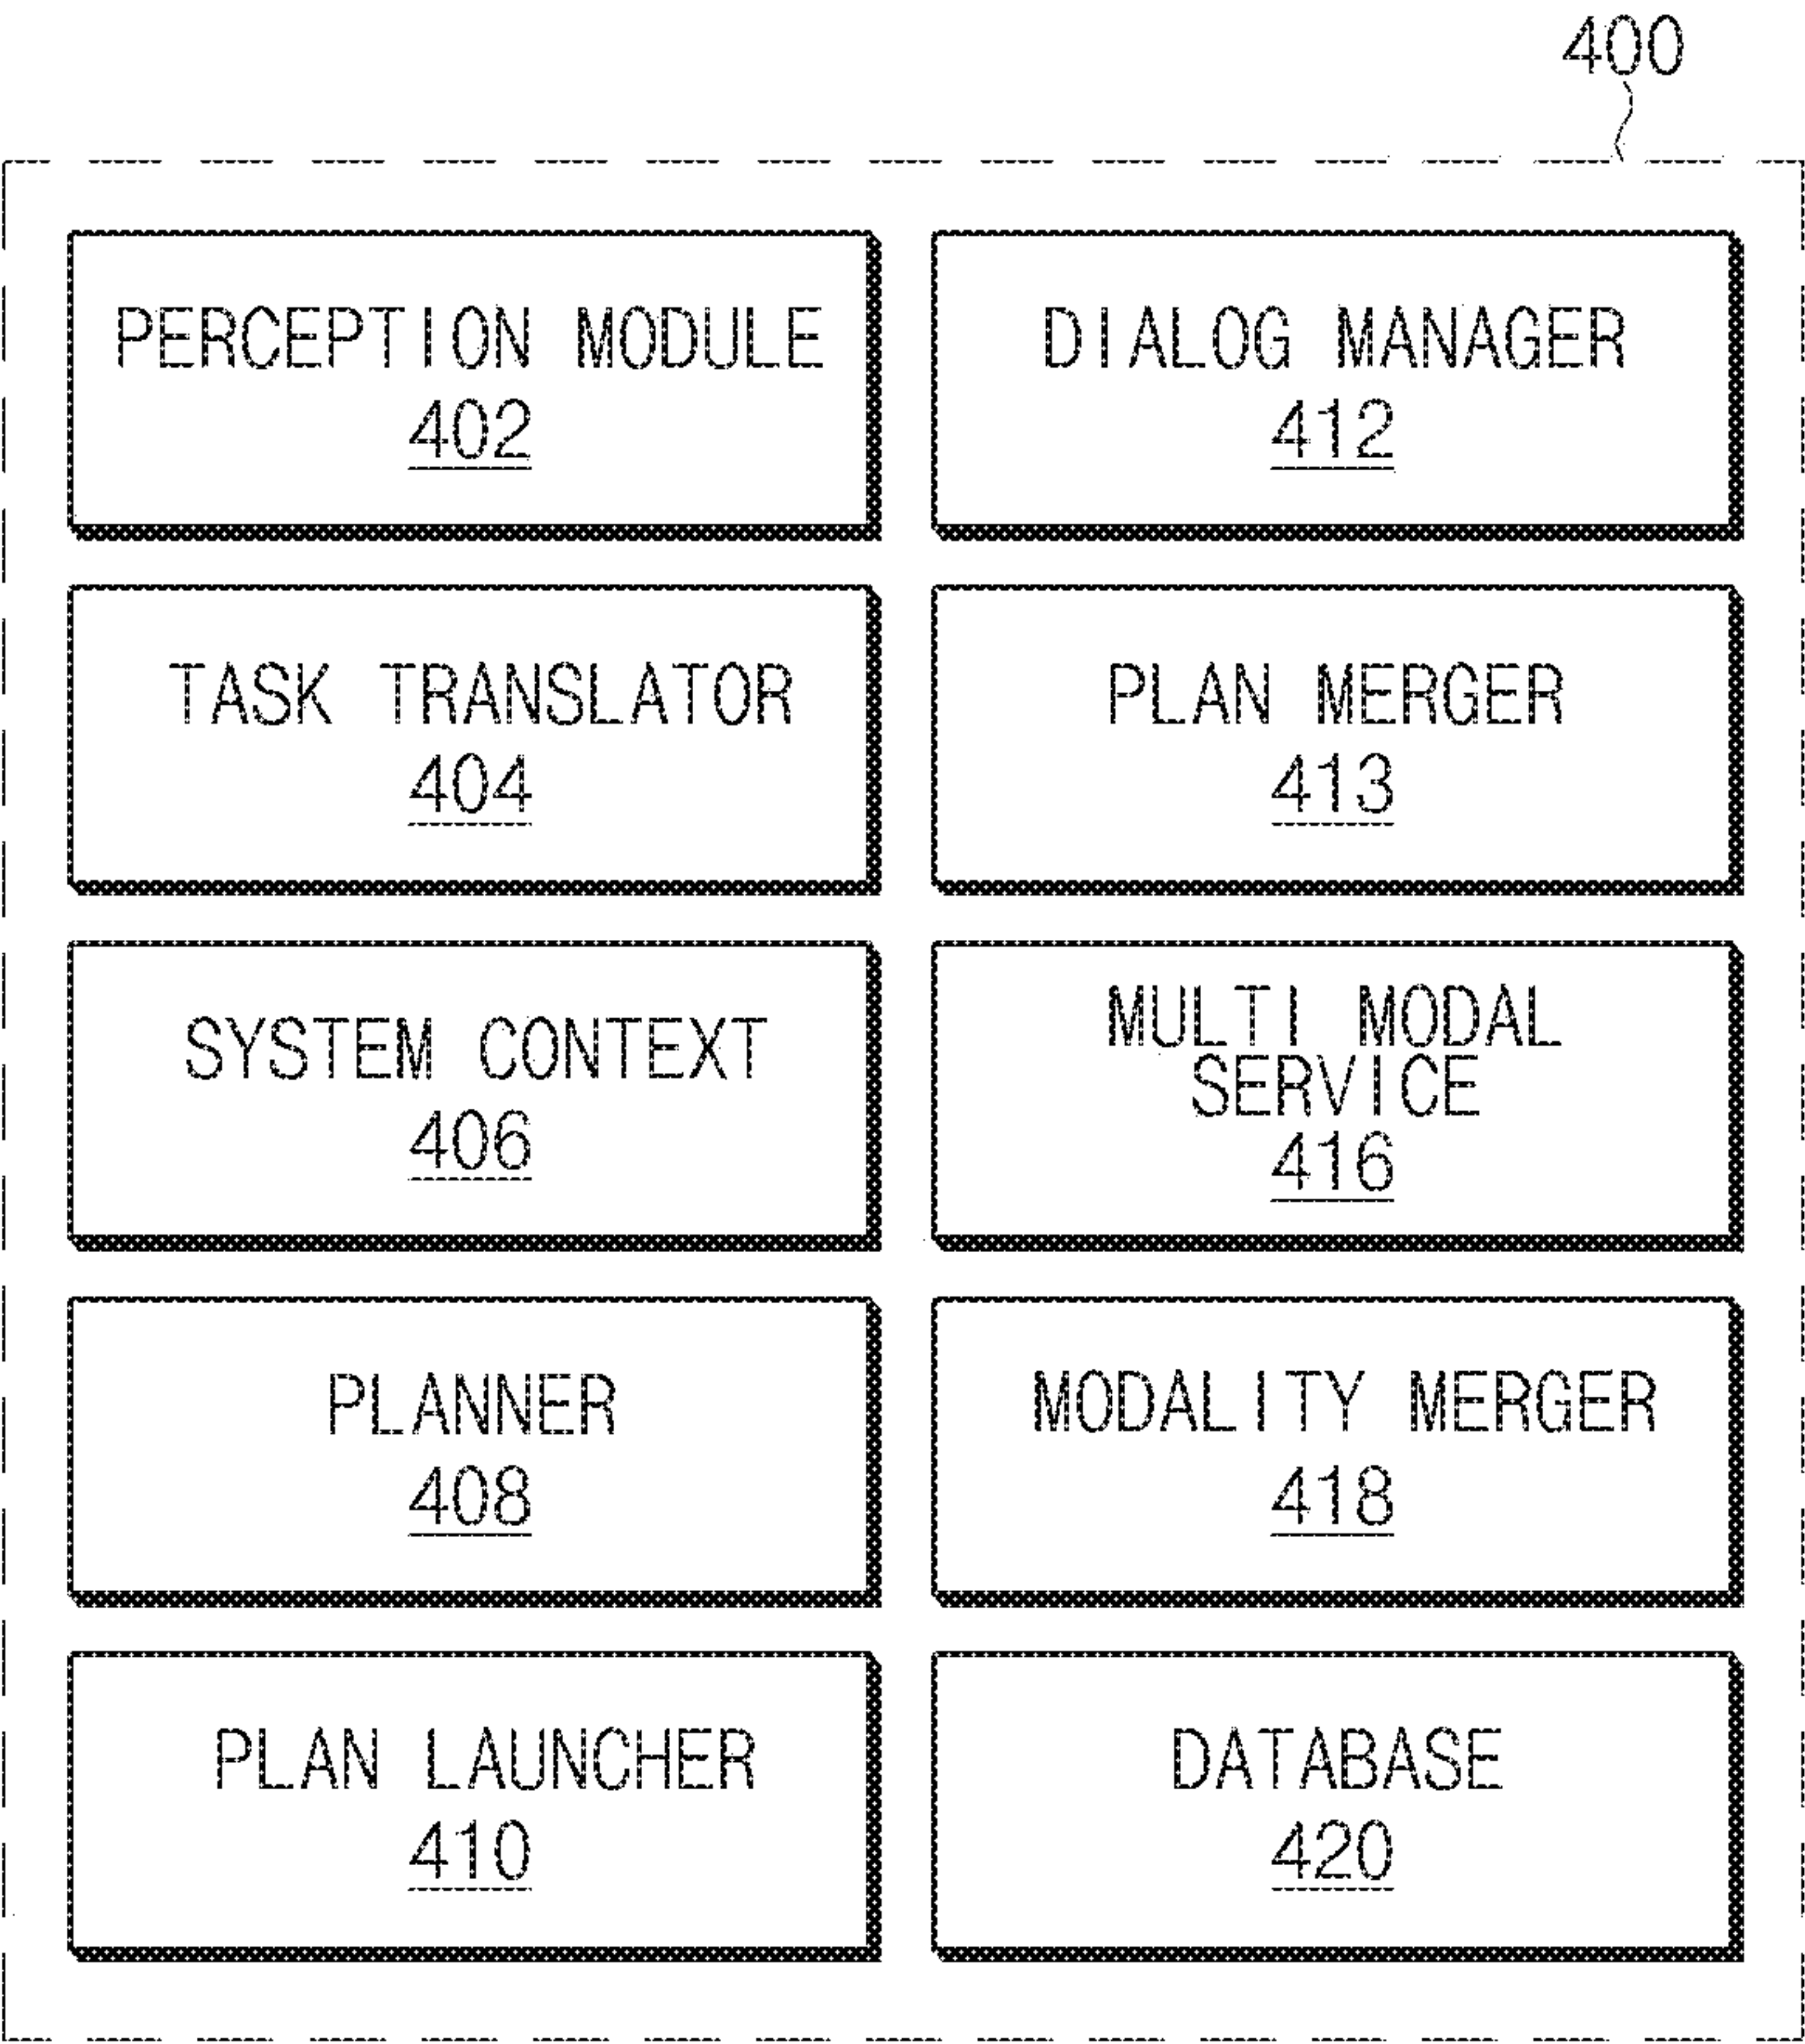 400
PERCEPTION MODULE
402
DIALOG MANAGER
412
TASK TRANSLATOR
404
PLAN MERGER
413
SYSTEM CONTEXT
406
MULTI MODAL
SERVICE
416
PLANNER
408
MODALITY MERGER
418
PLAN LAUNCHER
410
DATABASE
420